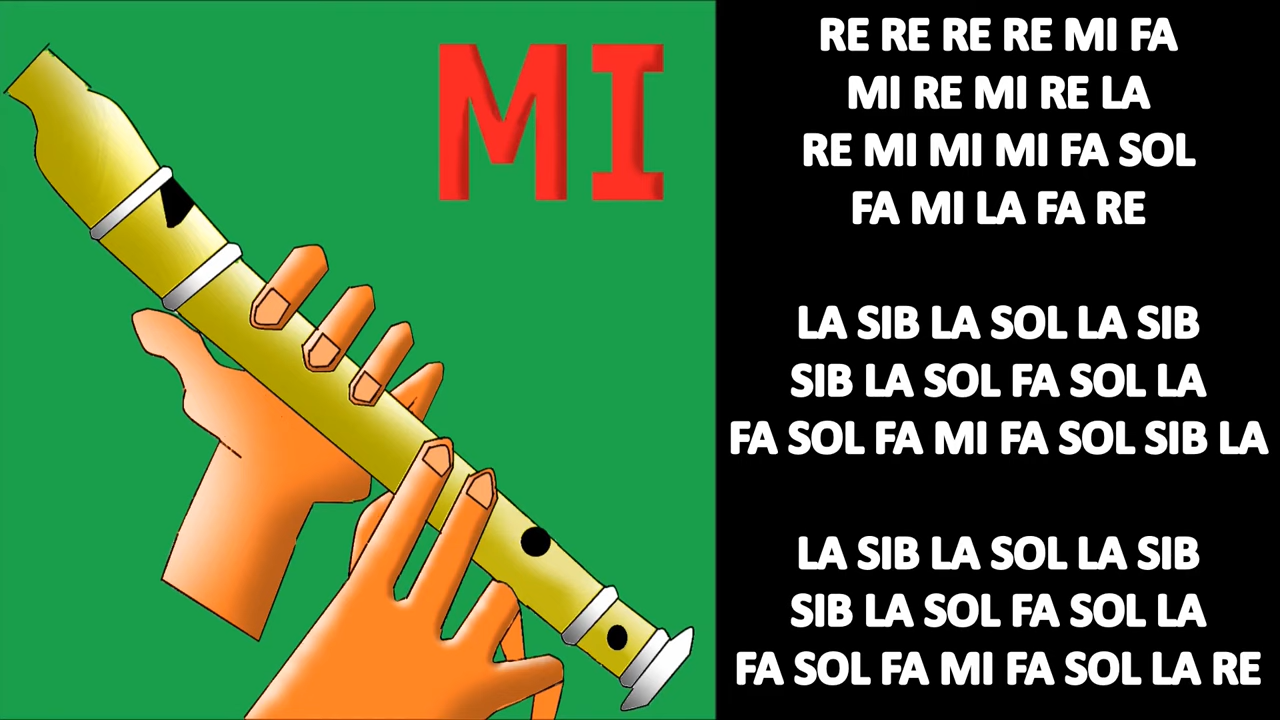 MI
RE RE RE RE MI FA
MI RE MI RE LA
RE MI MI MI FA SOL
FA MI LA FA RE
LA SIB LA SOL LA SIB
SIB LA SOL FA SOL LA
FA SOL FA MI FA SOL SIB LA
LA SIB LA SOL LA SIB
SIB LA SOL FA SOL LA
FA SOL FA MI FA SOL LA RE